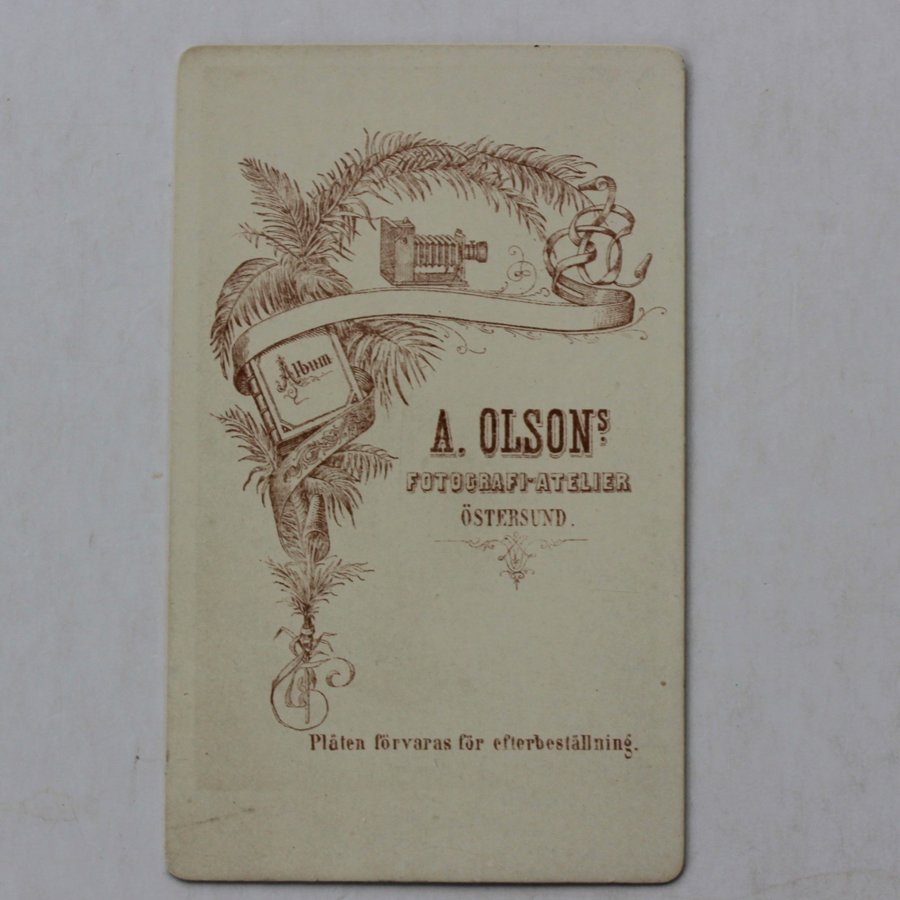 Album
A. OLSONs.
FOTOGRAFI-ATELIER
ÖSTERSUND.
Plåten förvaras för efterbeställning.